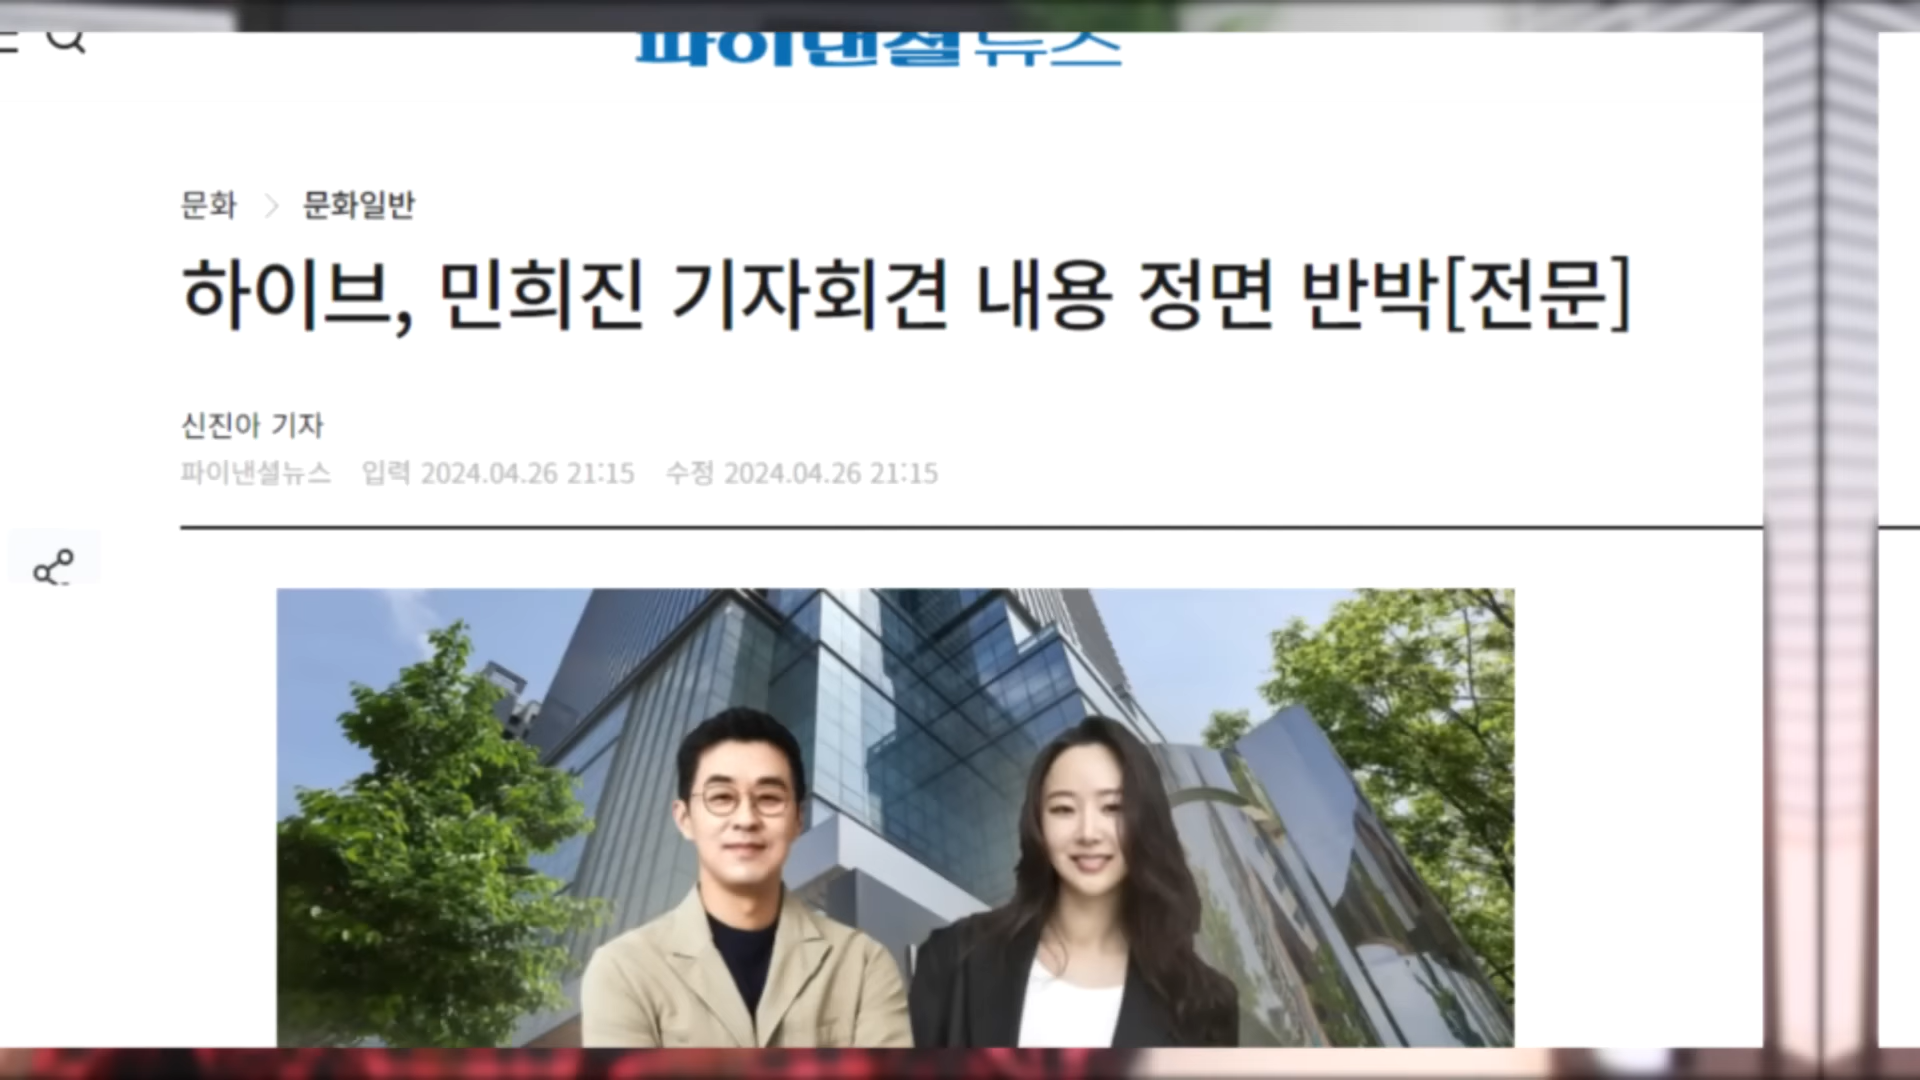 파이낸셜뉴스
문화 > 문화일반
하이브, 민희진 기자회견 내용 정면 반박[전문]
신진아 기자
파이낸셜뉴스 입력 2024.04.26 21:15 수정 2024.04.26 21:15